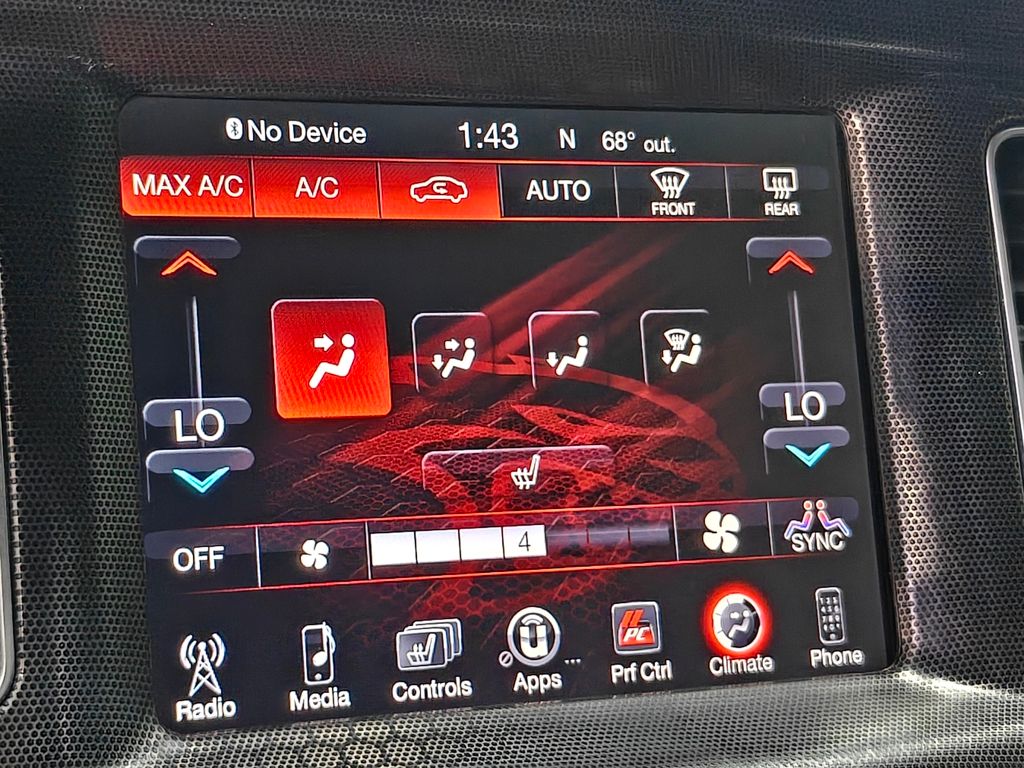 No Device 1:43 N 68° out.
MAX A/C A/C AUTO FRONT REAR
LO LO
OFF 4 SYNC
PC
Radio Media Controls Apps ... Prf Ctrl Climate Phone